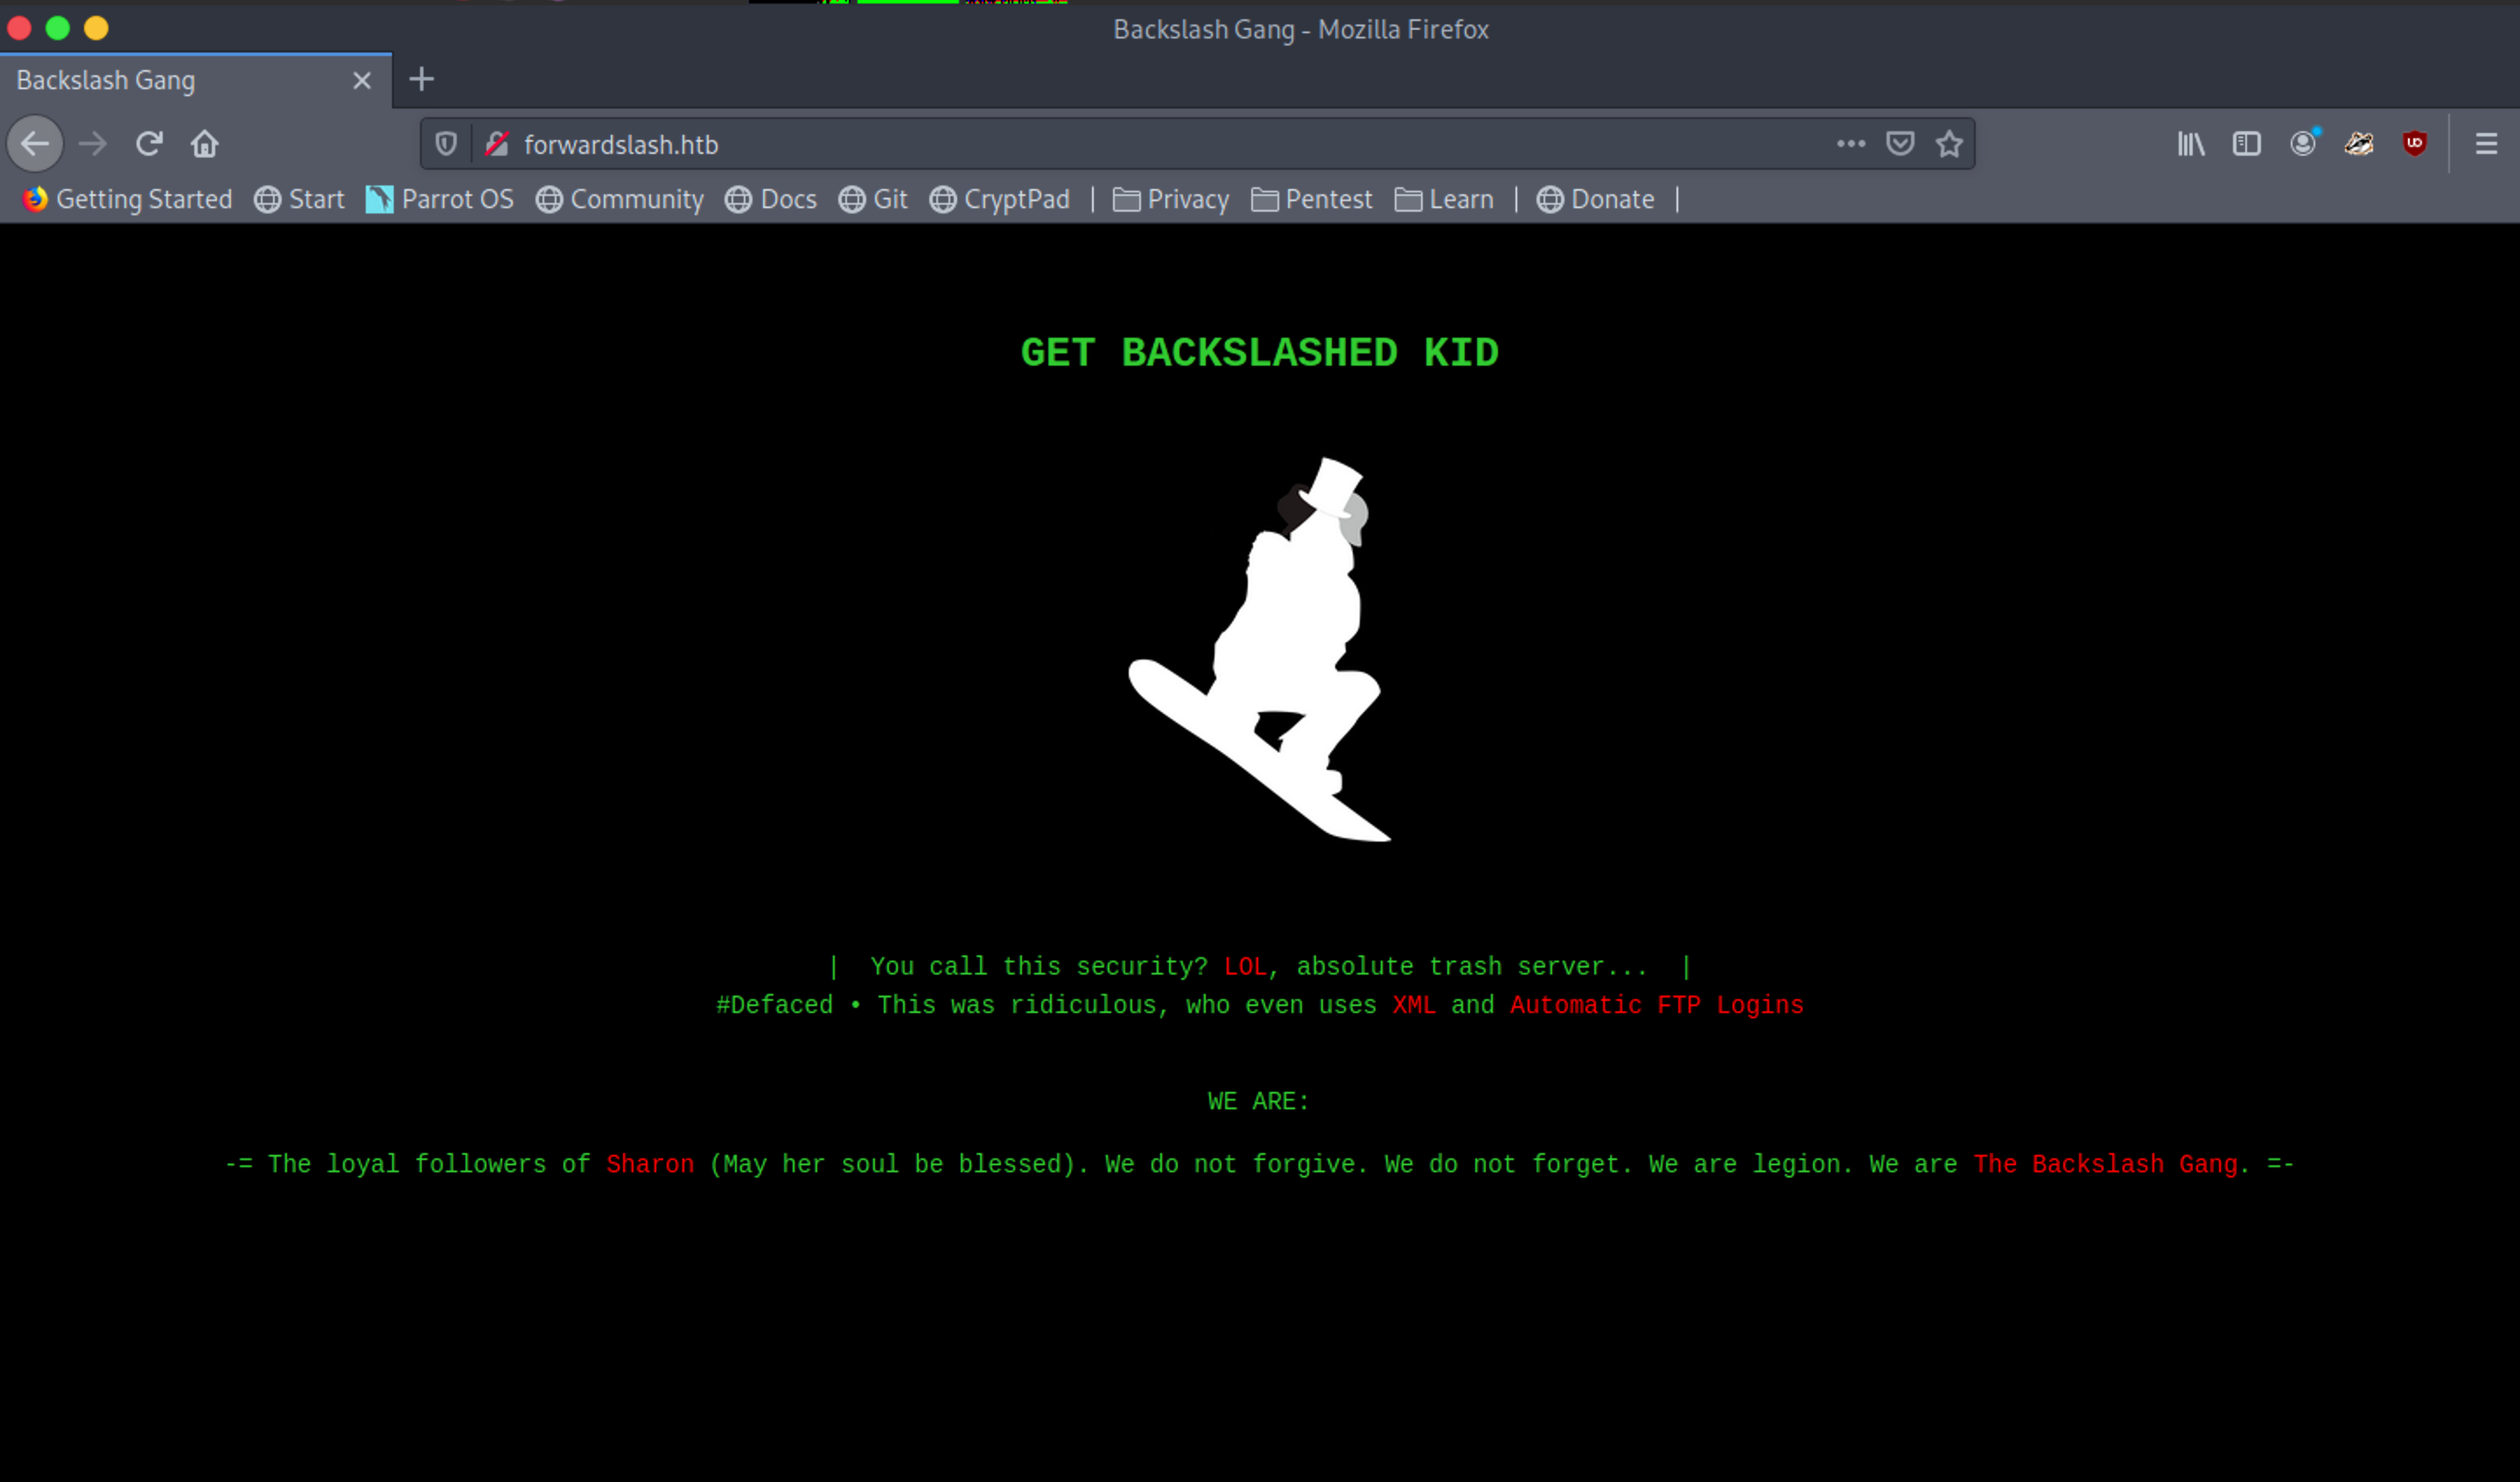 Backslash Gang - Mozilla Firefox
Backslash Gang
forwardslash.htb
Getting Started Start Parrot OS Community Docs Git CryptPad | Privacy Pentest Learn | Donate |
GET BACKSLASHED KID
| You call this security? LOL, absolute trash server... |
#Defaced • This was ridiculous, who even uses XML and Automatic FTP Logins
WE ARE:
-= The loyal followers of Sharon (May her soul be blessed). We do not forgive. We do not forget. We are legion. We are The Backslash Gang. =-